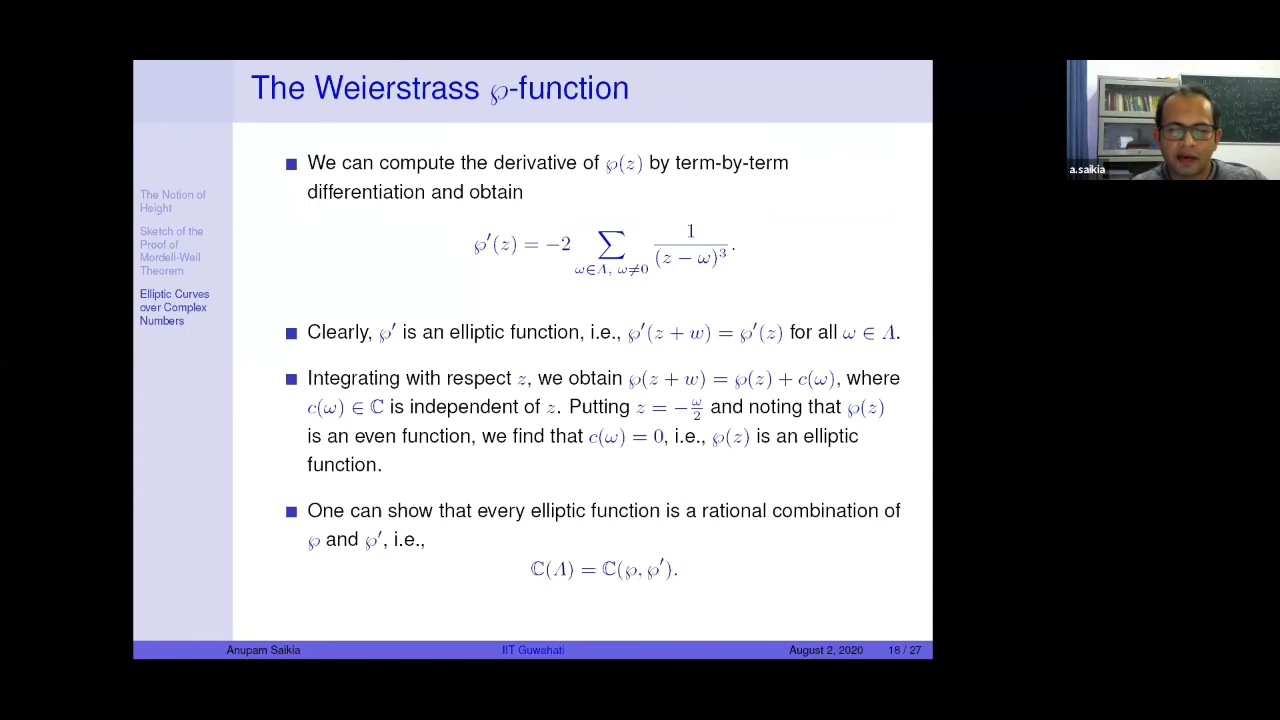 The Weierstrass ℘-function
The Notion of
Height
Sketch of the
Proof of
Mordell-Weil
Theorem
Elliptic Curves
over Complex
Numbers
We can compute the derivative of ℘(z) by term-by-term
differentiation and obtain
℘′(z) = −2 ∑_{ω∈Λ, ω≠0} 1/(z − ω)³.
Clearly, ℘′ is an elliptic function, i.e., ℘′(z + w) = ℘′(z) for all ω ∈ Λ.
Integrating with respect z, we obtain ℘(z + w) = ℘(z) + c(ω), where
c(ω) ∈ ℂ is independent of z. Putting z = −ω/2 and noting that ℘(z)
is an even function, we find that c(ω) = 0, i.e., ℘(z) is an elliptic
function.
One can show that every elliptic function is a rational combination of
℘ and ℘′, i.e.,
ℂ(Λ) = ℂ(℘, ℘′).
Anupam Saikia IIT Guwahati August 2, 2020 18 / 27
a.saikia